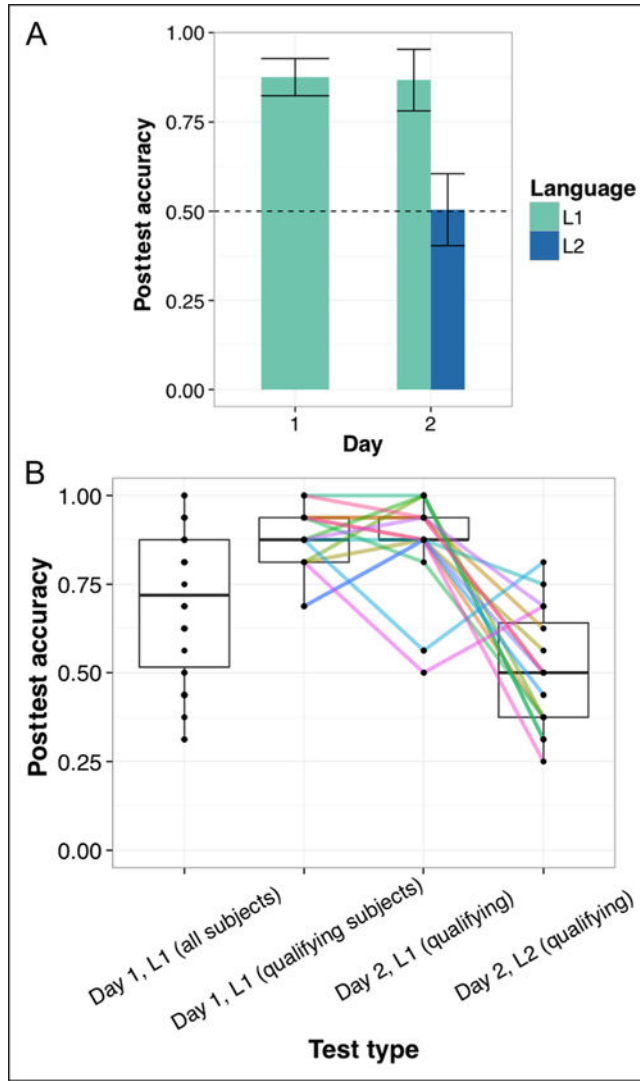 A
1.00
0.75
0.50
0.25
0.00
Posttest accuracy
1
2
Day
Language
L1
L2
B
1.00
0.75
0.50
0.25
0.00
Posttest accuracy
Day 1, L1 (all subjects)
Day 1, L1 (qualifying subjects)
Day 2, L1 (qualifying)
Day 2, L2 (qualifying)
Test type